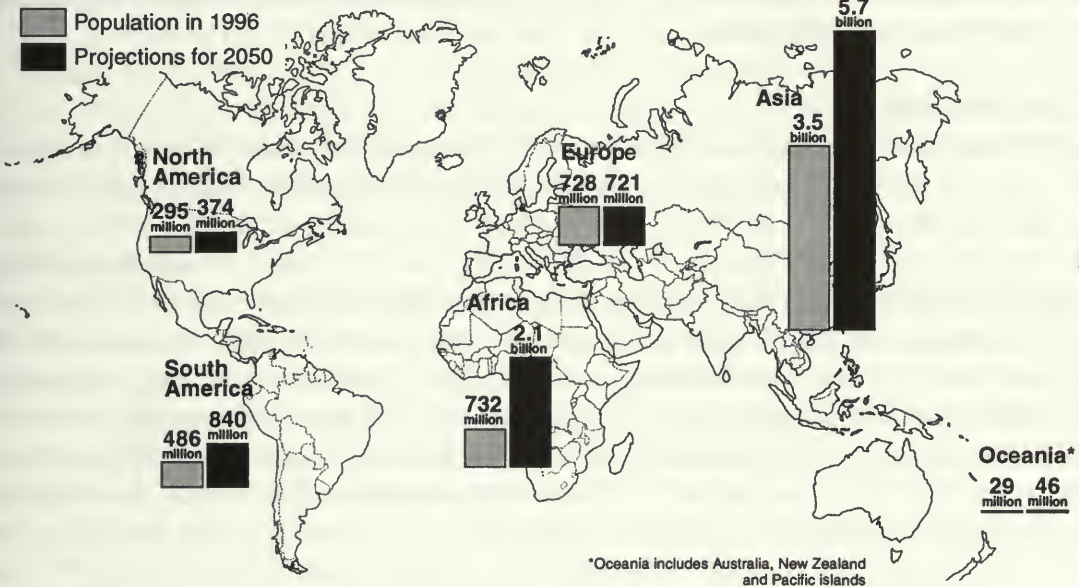 Population in 1996
Projections for 2050
North
America
295 374
million million
South
America
486
million
840
million
Europe
728 721
million million
Africa
732
million
2.1
billion
Asia
3.5
billion
5.7
billion
Oceania*
29 46
million million
*Oceania includes Australia, New Zealand
and Pacific islands